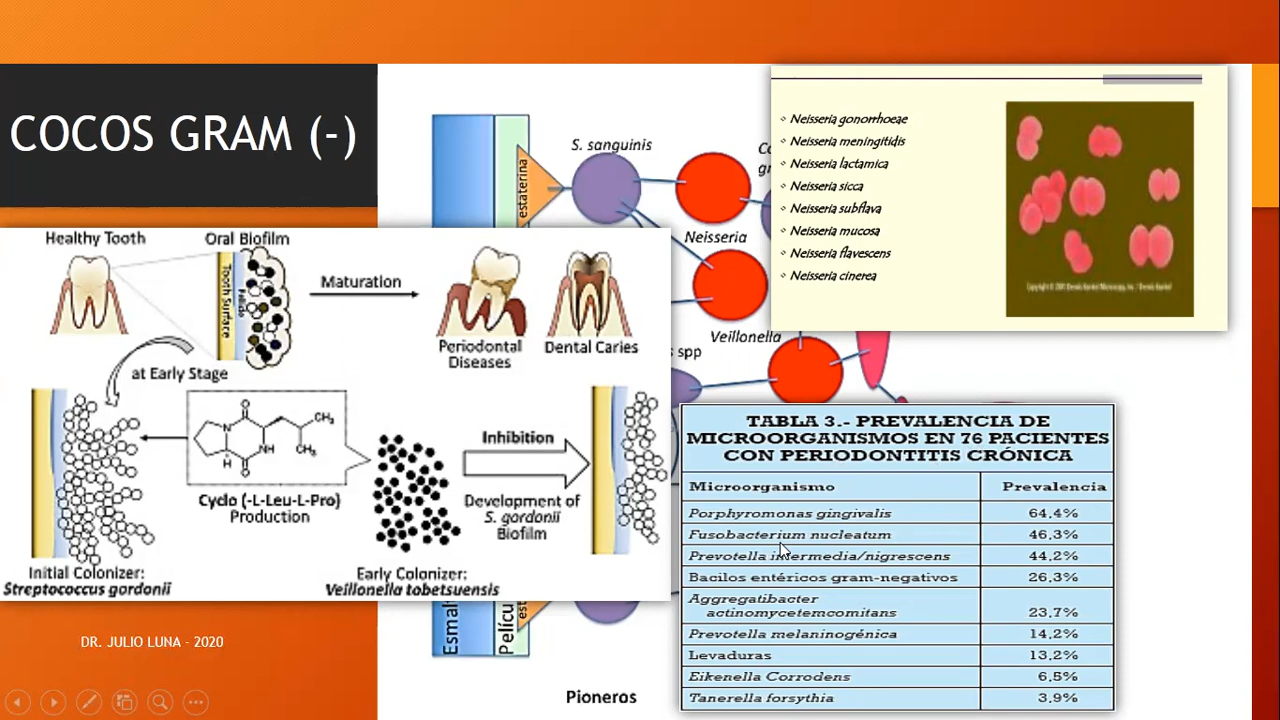 COCOS GRAM (-)
Healthy Tooth
Oral Biofilm
Tooth Surface
Pellicle
Maturation
Periodontal
Diseases
Dental Caries
at Early Stage
N
O
O
NH
H
CH₃
CH₃
Cyclo (-L-Leu-L-Pro)
Production
Inhibition
Development of
S. gordonii
Biofilm
Initial Colonizer:
Streptococcus gordonii
Early Colonizer:
Veillonella tobetsuensis
DR. JULIO LUNA - 2020
estaterina
S. sanguinis
Neisseria
Veillonella
spp
Pioneros
Neisseria gonorrhoeae
Neisseria meningitidis
Neisseria lactamica
Neisseria sicca
Neisseria subflava
Neisseria mucosa
Neisseria flavescens
Neisseria cinerea
TABLA 3.- PREVALENCIA DE
MICROORGANISMOS EN 76 PACIENTES
CON PERIODONTITIS CRÓNICA
Microorganismo Prevalencia
Porphyromonas gingivalis 64,4%
Fusobacterium nucleatum 46,3%
Prevotella intermedia/nigrescens 44,2%
Bacilos entéricos gram-negativos 26,3%
Aggregatibacter
actinomycetemcomitans 23,7%
Prevotella melaninogénica 14,2%
Levaduras 13,2%
Eikenella Corrodens 6,5%
Tanerella forsythia 3,9%